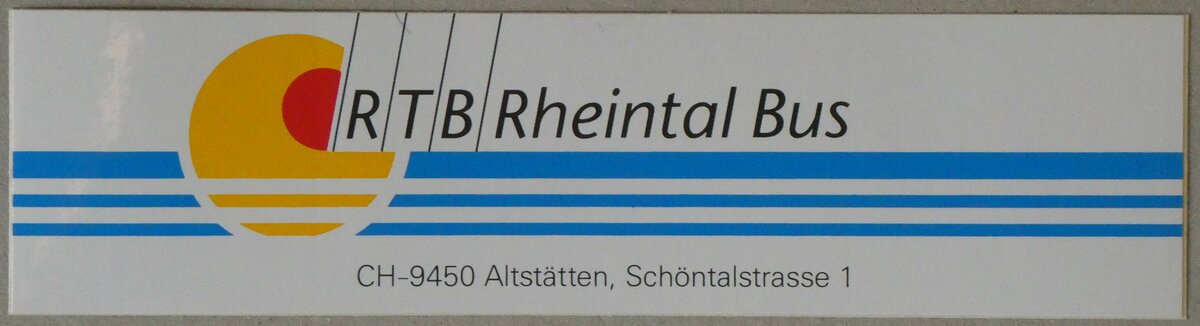 RTB Rheintal Bus
CH-9450 Altstätten, Schöntalstrasse 1